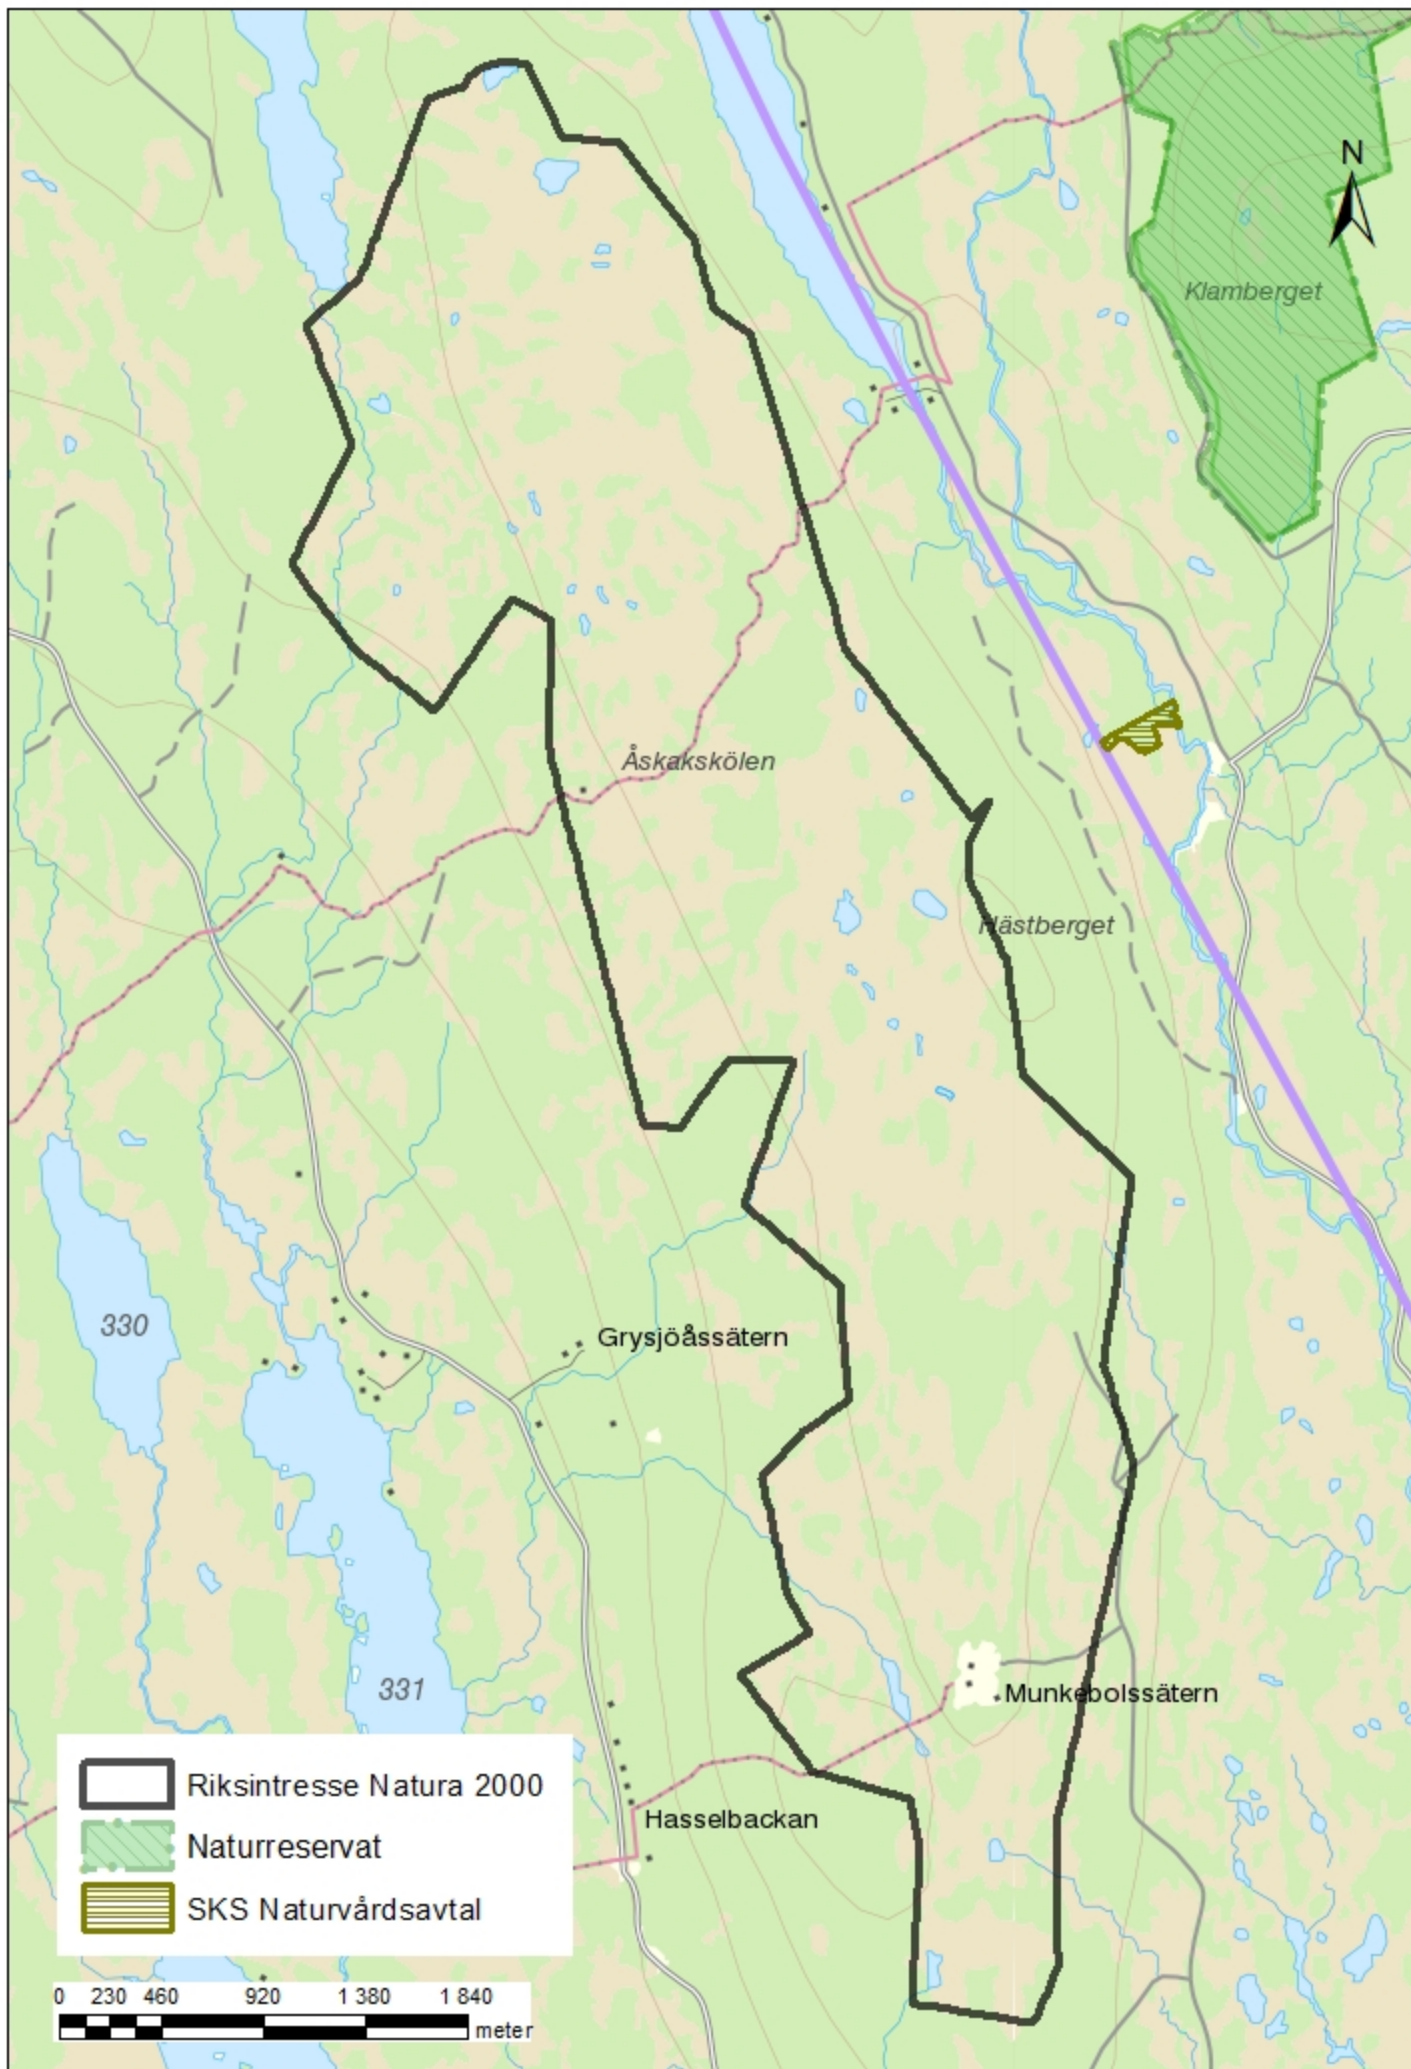 N
Klamberget
Åskakskölen
Hästberget
330
Grysjöåssätern
331
Munkebolssätern
Riksintresse Natura 2000
Hasselbackan
Naturreservat
SKS Naturvårdsavtal
0 230 460 920 1 380 1 840
meter